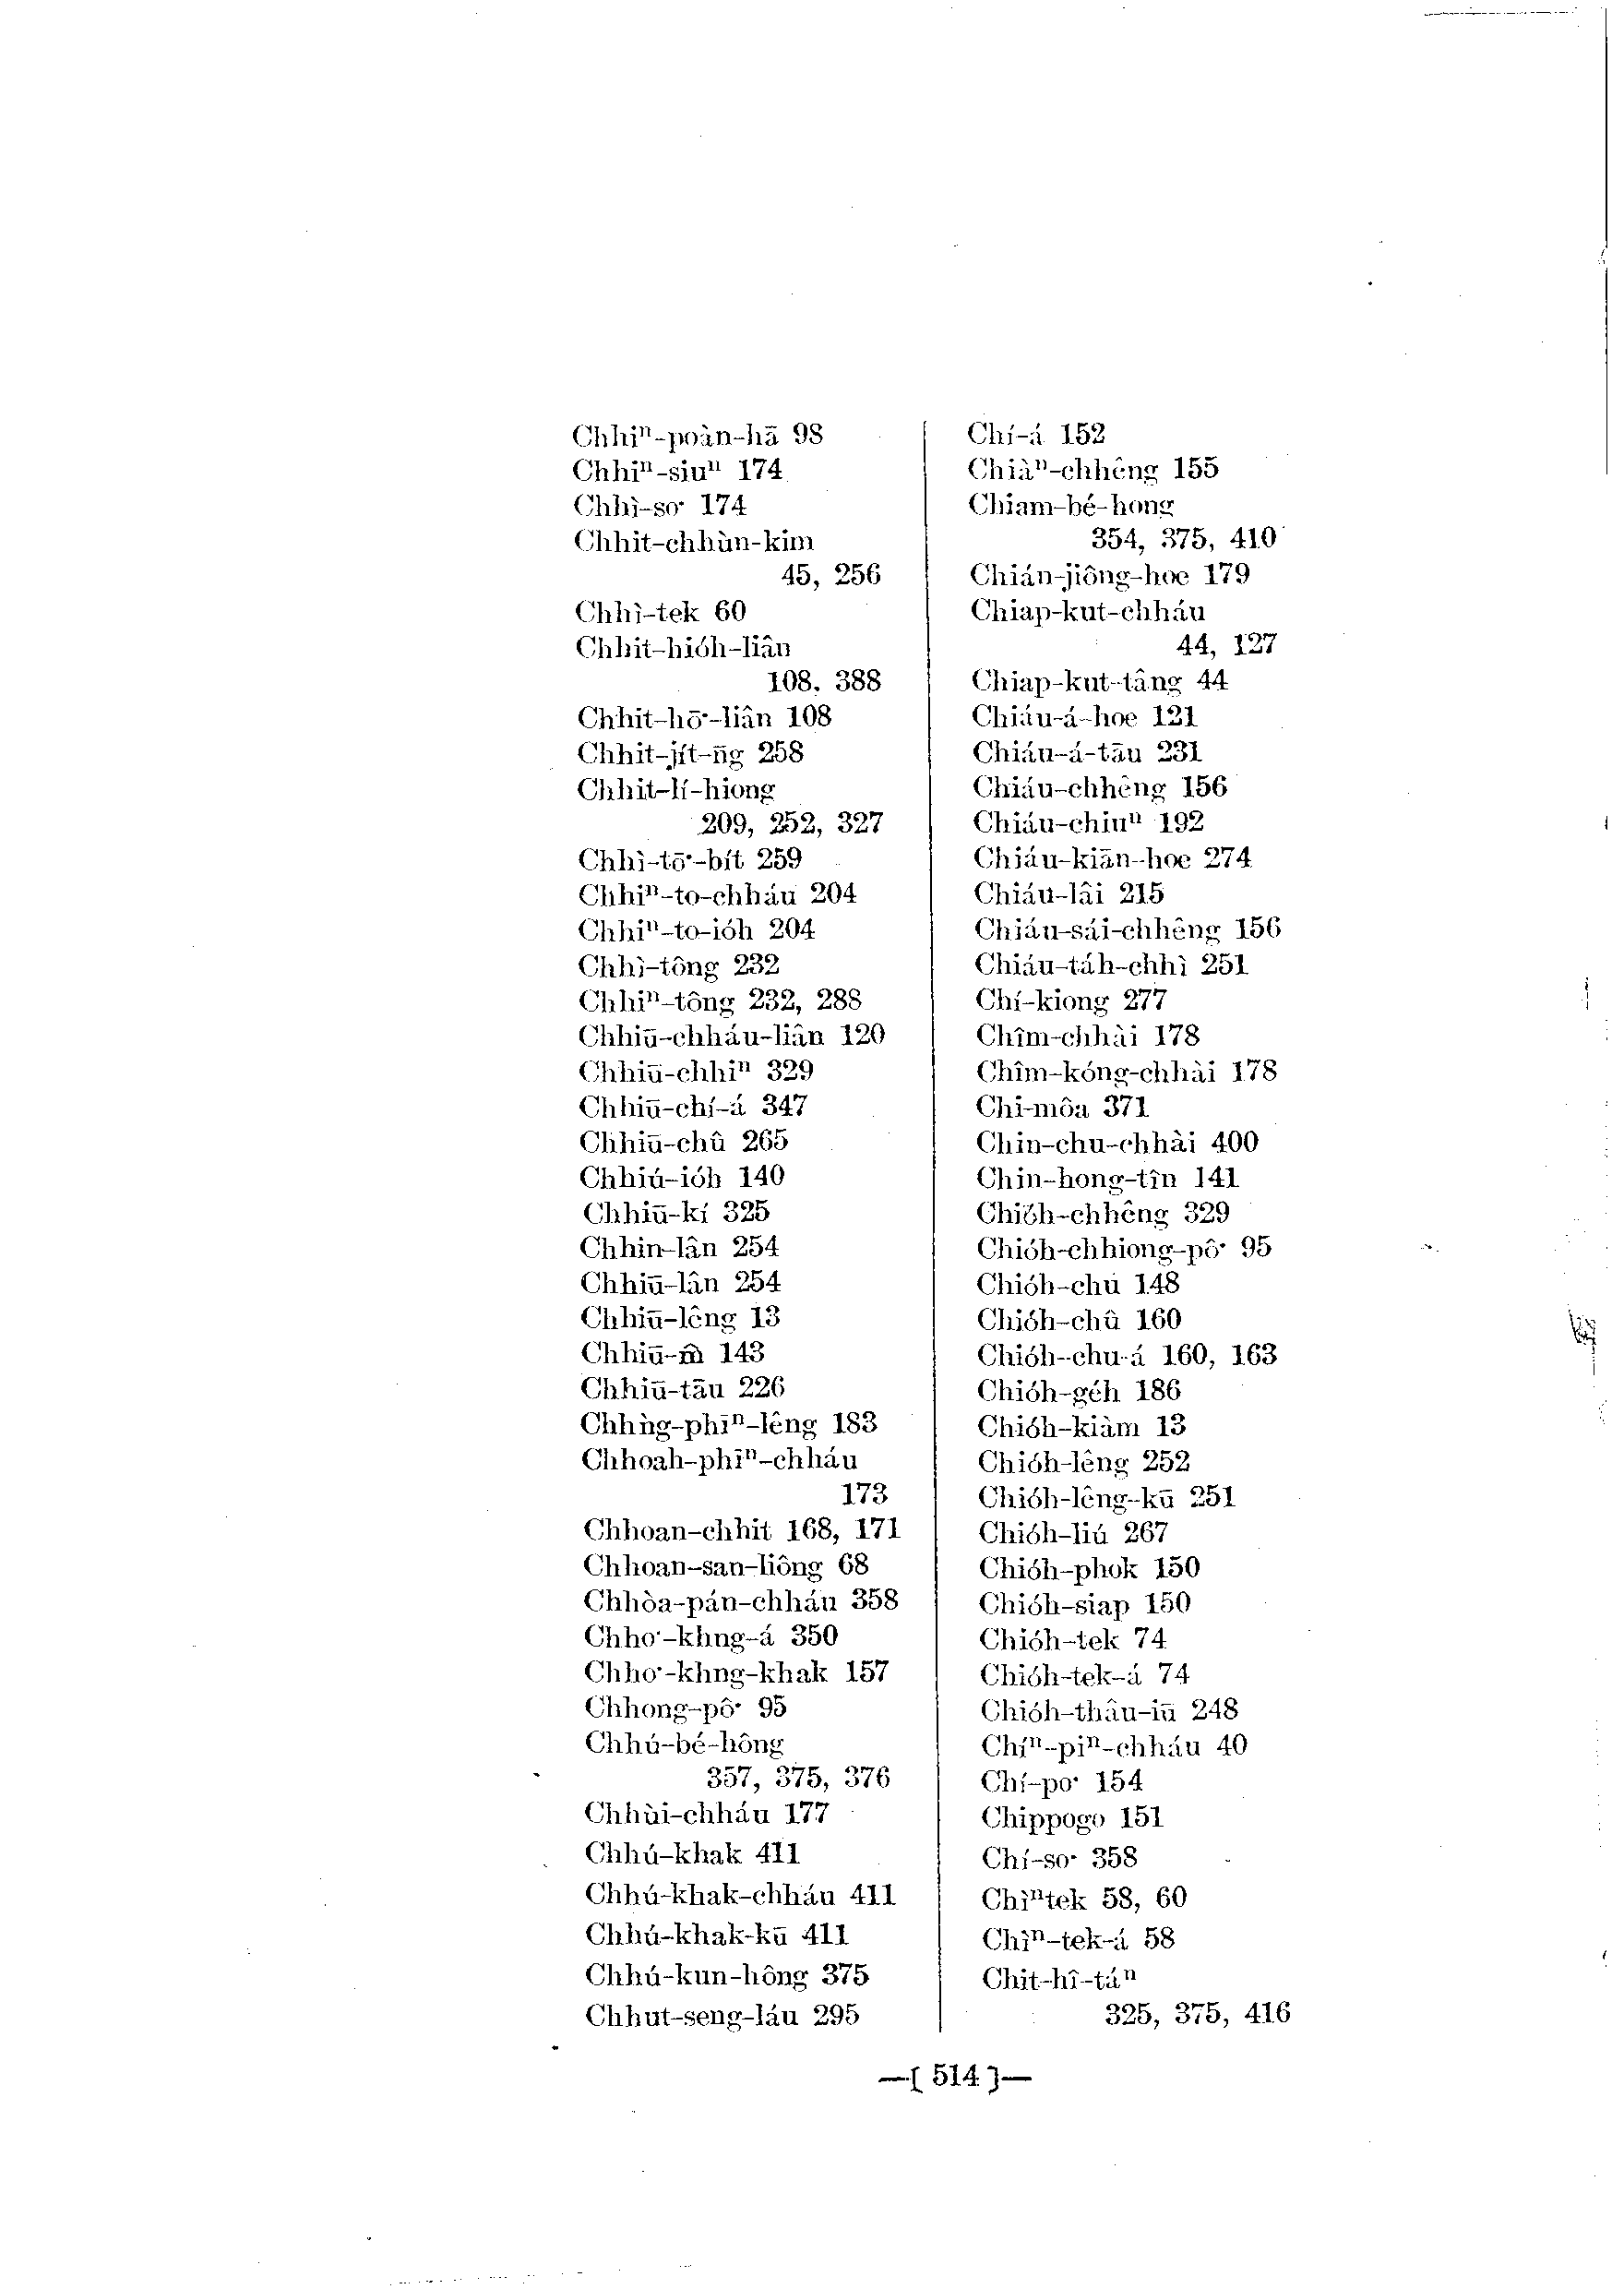 Chhiⁿ-poàn-hā 98
Chhiⁿ-siuⁿ 174
Chhì-so͘ 174
Chhit-chhùn-kim
45, 256
Chhì-tek 60
Chhit-hióh-liân
108, 388
Chhit-hō͘-liân 108
Chhit-jít-n̄g 258
Chhit-lí-hiong
209, 252, 327
Chhì-tō͘-bít 259
Chhiⁿ-to-chháu 204
Chhiⁿ-to-ióh 204
Chhì-tông 232
Chhiⁿ-tông 232, 288
Chhiū-chháu-liân 120
Chhiū-chhiⁿ 329
Chhiū-chí-á 347
Chhiū-chû 265
Chhiú-ióh 140
Chhiū-kí 325
Chhin-lân 254
Chhiū-lân 254
Chhiū-lêng 13
Chhiū-m̂ 143
Chhiū-tāu 226
Chhǹg-phīⁿ-lêng 183
Chhoah-phīⁿ-chháu
173
Chhoan-chhit 168, 171
Chhoan-san-liông 68
Chhòa-pán-chháu 358
Chho͘-khng-á 350
Chho͘-khng-khak 157
Chhong-pô͘ 95
Chhú-bé-hông
357, 375, 376
Chhùi-chháu 177
Chhú-khak 411
Chhú-khak-chháu 411
Chhú-khak-kū 411
Chhú-kun-hông 375
Chhut-seng-láu 295
Chí-á 152
Chiàⁿ-chhêng 155
Chiam-bé-hong
354, 375, 410
Chián-jiông-hoe 179
Chiap-kut-chháu
44, 127
Chiap-kut-tâng 44
Chiáu-á-hoe 121
Chiáu-á-tāu 231
Chiáu-chhêng 156
Chiáu-chiuⁿ 192
Chiáu-kiān-hoe 274
Chiáu-lâi 215
Chiáu-sái-chhêng 156
Chiáu-táh-chhì 251
Chí-kiong 277
Chîm-chhài 178
Chîm-kóng-chhài 178
Chi-môa 371
Chin-chu-chhài 400
Chin-hong-tîn 141
Chióh-chhêng 329
Chióh-chhiong-pô͘ 95
Chióh-chú 148
Chióh-chû 160
Chióh-chu-á 160, 163
Chióh-géh 186
Chióh-kiàm 13
Chióh-lêng 252
Chióh-lêng-kū 251
Chióh-liú 267
Chióh-phok 150
Chióh-siap 150
Chióh-tek 74
Chióh-tek-á 74
Chióh-thâu-iū 248
Chíⁿ-piⁿ-chháu 40
Chí-po͘ 154
Chippogo 151
Chí-so͘ 358
Chìⁿtek 58, 60
Chìⁿ-tek-á 58
Chit-hî-táⁿ
325, 375, 416
—[ 514 ]—